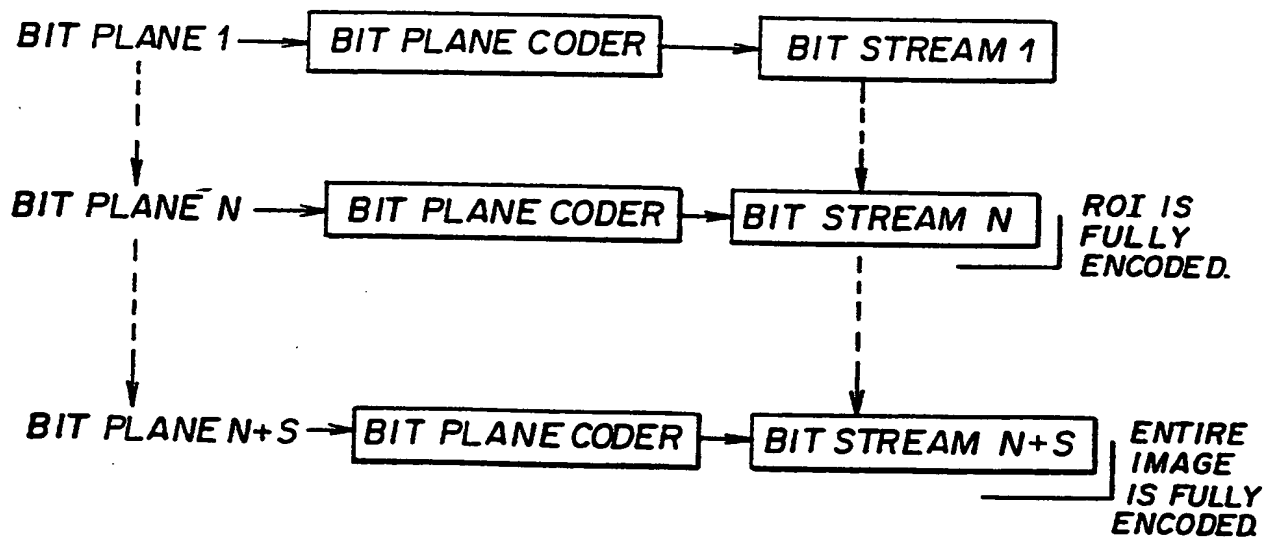 BIT PLANE 1
BIT PLANE CODER
BIT STREAM 1
BIT PLANE N
BIT PLANE CODER
BIT STREAM N
ROI IS
FULLY
ENCODED.
BIT PLANE N+S
BIT PLANE CODER
BIT STREAM N+S
ENTIRE
IMAGE
IS FULLY
ENCODED.